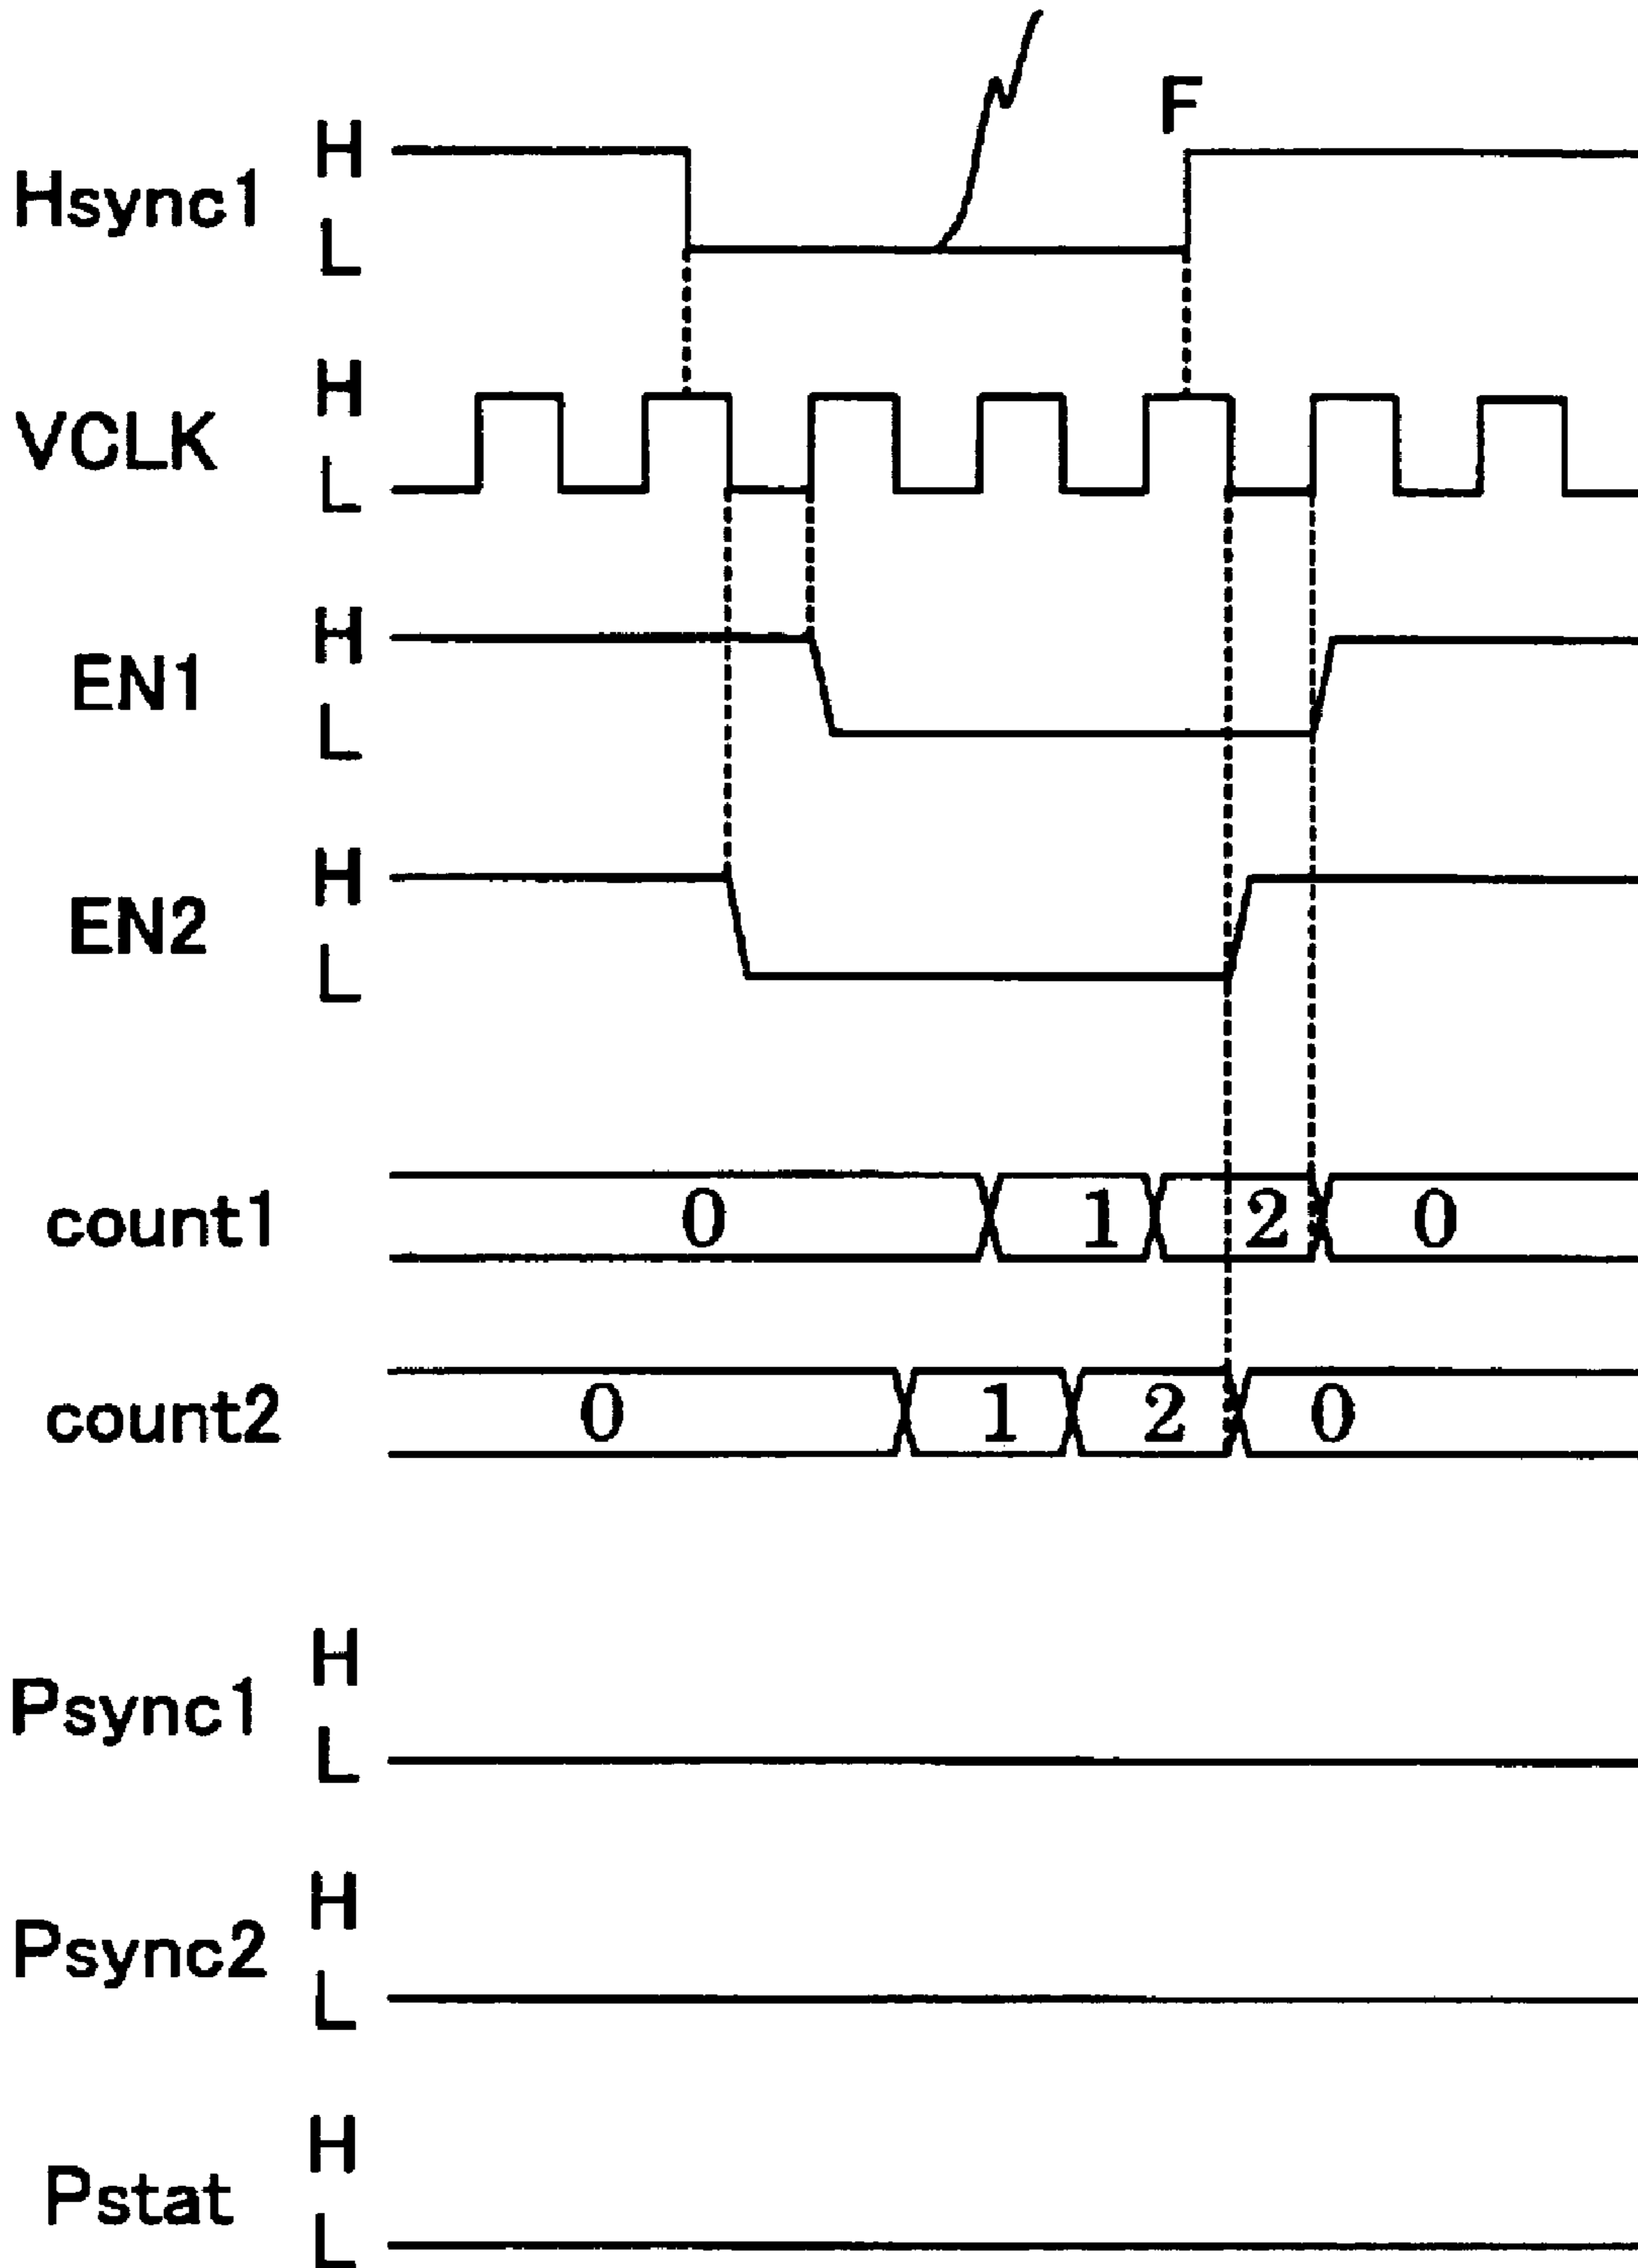 F
Hsync1 H L
VCLK H L
EN1 H L
EN2 H L
count1 0 1 2 0
count2 0 1 2 0
Psync1 H L
Psync2 H L
Pstat H L